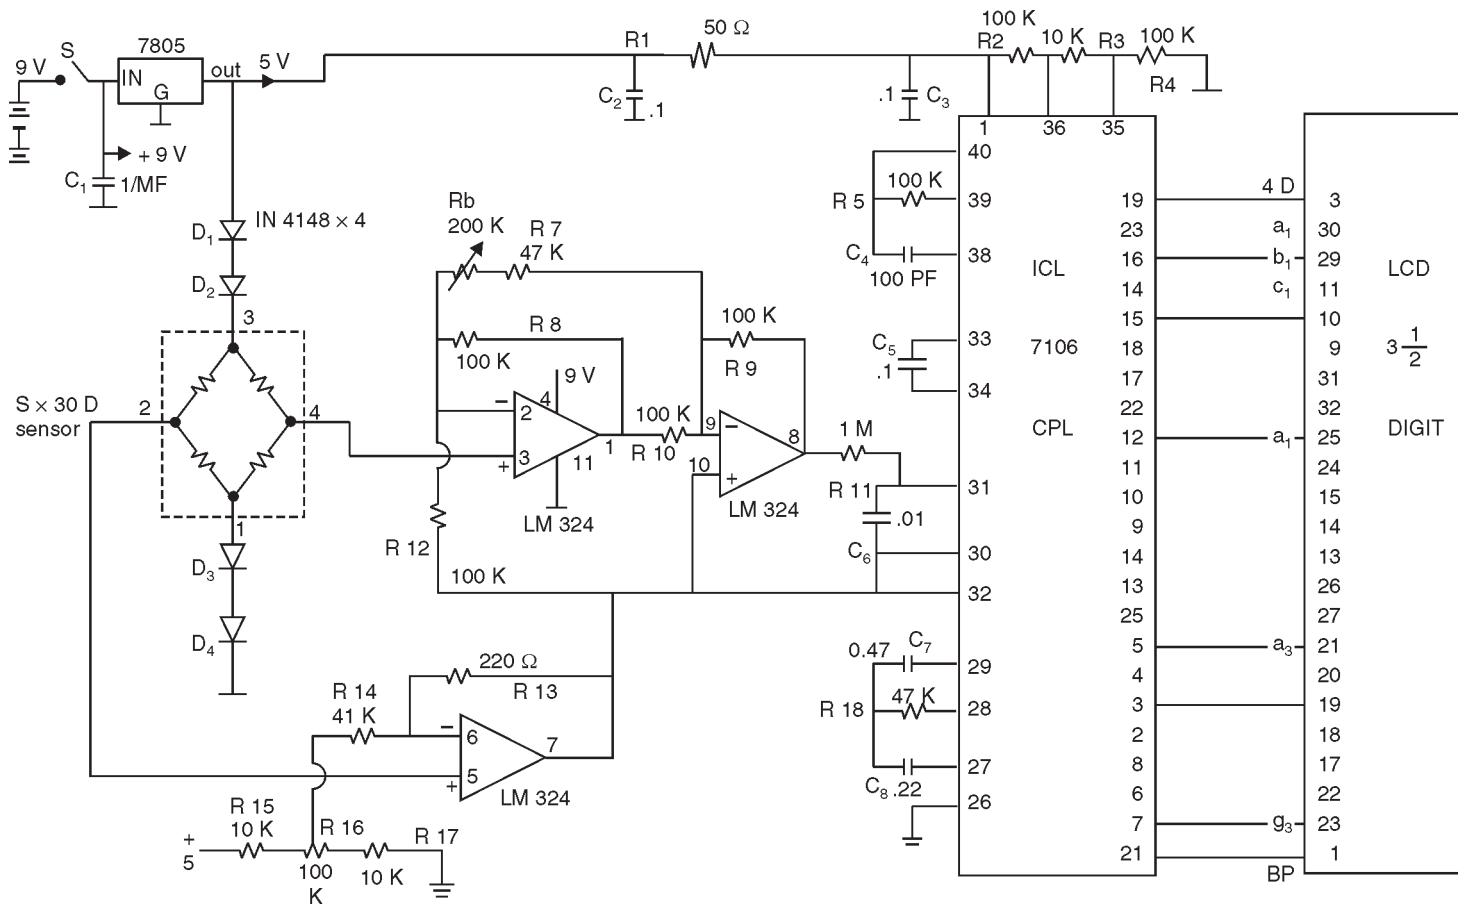 9 V
S
7805
IN
out
G
5 V
+ 9 V
C1
1/MF
R1
50 Ω
C2
.1
.1
C3
R2
100 K
10 K
R3
100 K
R4
1
36
35
D1
IN 4148 × 4
D2
3
2
4
1
S × 30 D
sensor
D3
D4
Rb
200 K
R 7
47 K
R 8
100 K
9 V
−
4
2
3
+
11
1
LM 324
R 12
100 K
100 K
R 9
100 K
R 10
9
−
10
+
8
LM 324
1 M
R 11
.01
C6
220 Ω
R 13
R 14
41 K
−
6
5
+
7
LM 324
R 15
10 K
R 16
R 17
+
5
100
K
10 K
40
R 5
100 K
39
C4
100 PF
38
C5
.1
33
34
31
30
32
0.47
C7
29
R 18
47 K
28
C8 .22
27
26
ICL
7106
CPL
19
23
16
14
15
18
17
22
12
11
10
9
14
13
25
5
4
3
2
8
6
7
21
4 D
a1
b1
c1
a1
a3
g3
BP
3
30
29
11
10
9
31
32
25
24
15
14
13
26
27
21
20
19
18
17
22
23
1
LCD
3 1/2
DIGIT